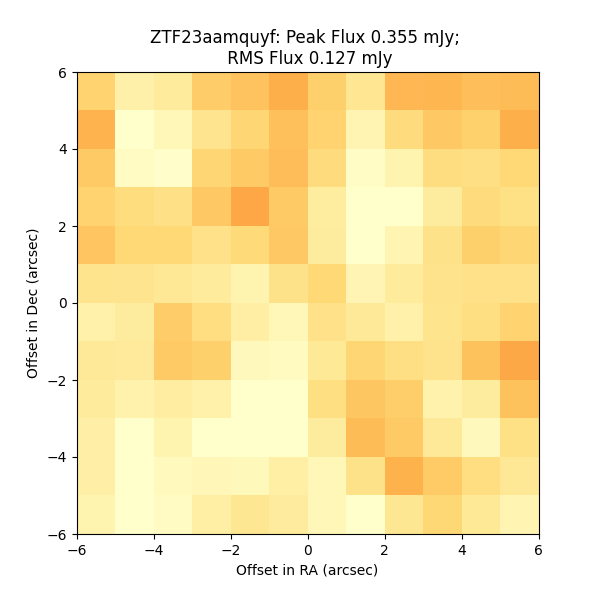 ZTF23aamquyf: Peak Flux 0.355 mJy;
RMS Flux 0.127 mJy
6
4
2
0
−2
−4
−6
Offset in Dec (arcsec)
−6 −4 −2 0 2 4 6
Offset in RA (arcsec)